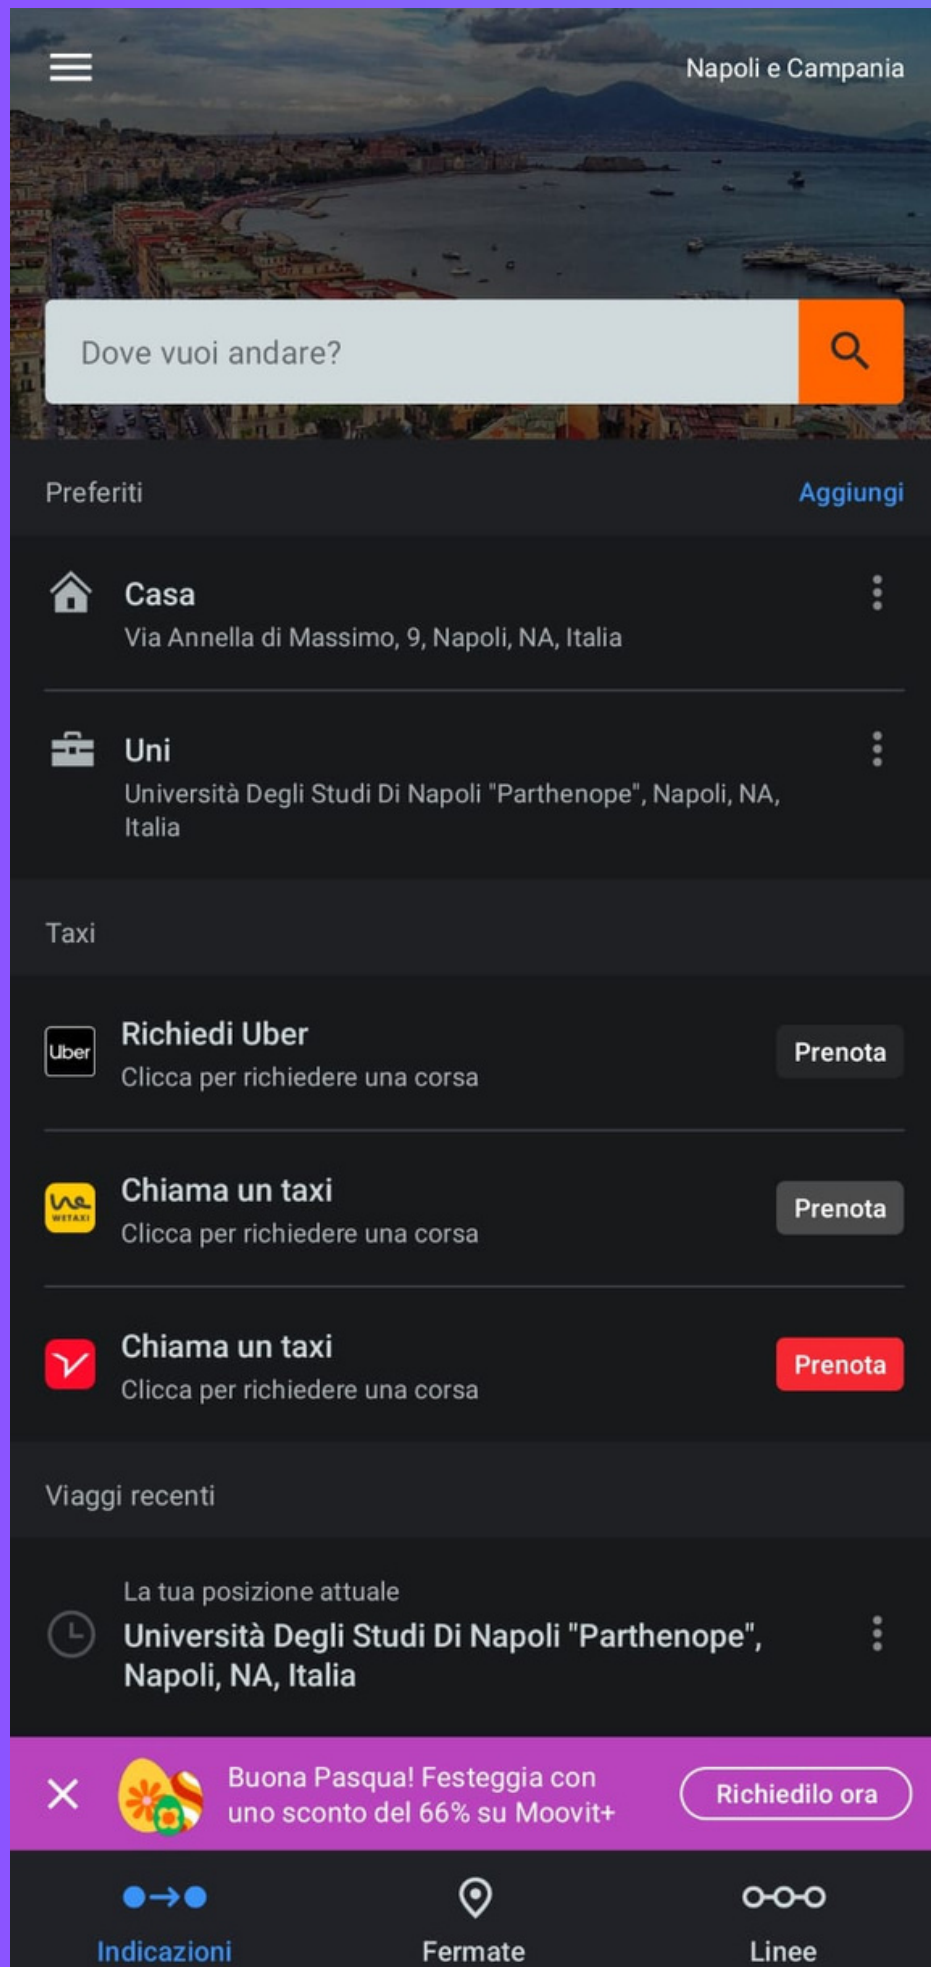 Napoli e Campania
Dove vuoi andare?
Preferiti
Aggiungi
Casa
Via Annella di Massimo, 9, Napoli, NA, Italia
Uni
Università Degli Studi Di Napoli "Parthenope", Napoli, NA,
Italia
Taxi
Uber
Richiedi Uber
Clicca per richiedere una corsa
Prenota
WETAXI
Chiama un taxi
Clicca per richiedere una corsa
Prenota
Chiama un taxi
Clicca per richiedere una corsa
Prenota
Viaggi recenti
La tua posizione attuale
Università Degli Studi Di Napoli "Parthenope",
Napoli, NA, Italia
Buona Pasqua! Festeggia con
uno sconto del 66% su Moovit+
Richiedilo ora
Indicazioni
Fermate
Linee